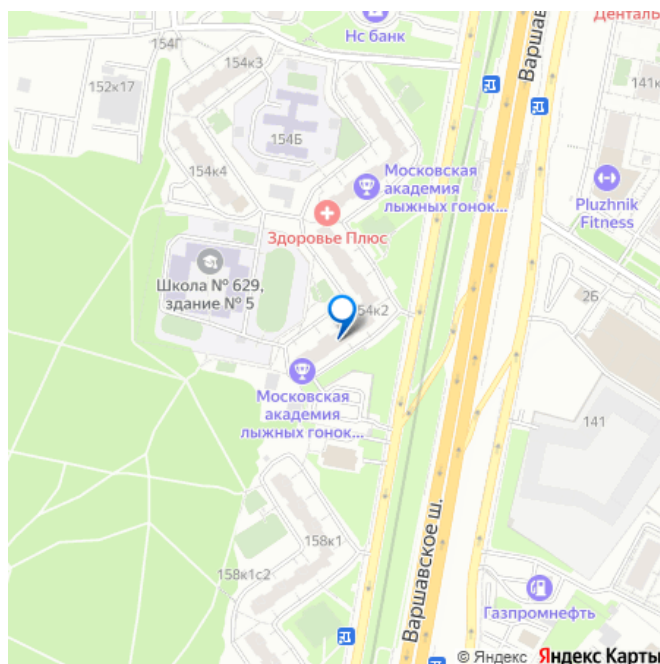 Денталь
154Г
Нс банк
Варшав
154к3
152к17
141к
154Б
154к4
Московская
академия
лыжных гонок...
Pluzhnik
Fitness
Здоровье Плюс
Школа № 629,
здание № 5
2Б
54к2
Московская
академия
лыжных гонок...
141
158к1
Варшавское ш.
158к1с2
Газпромнефть
© Яндекс Яндекс Карты